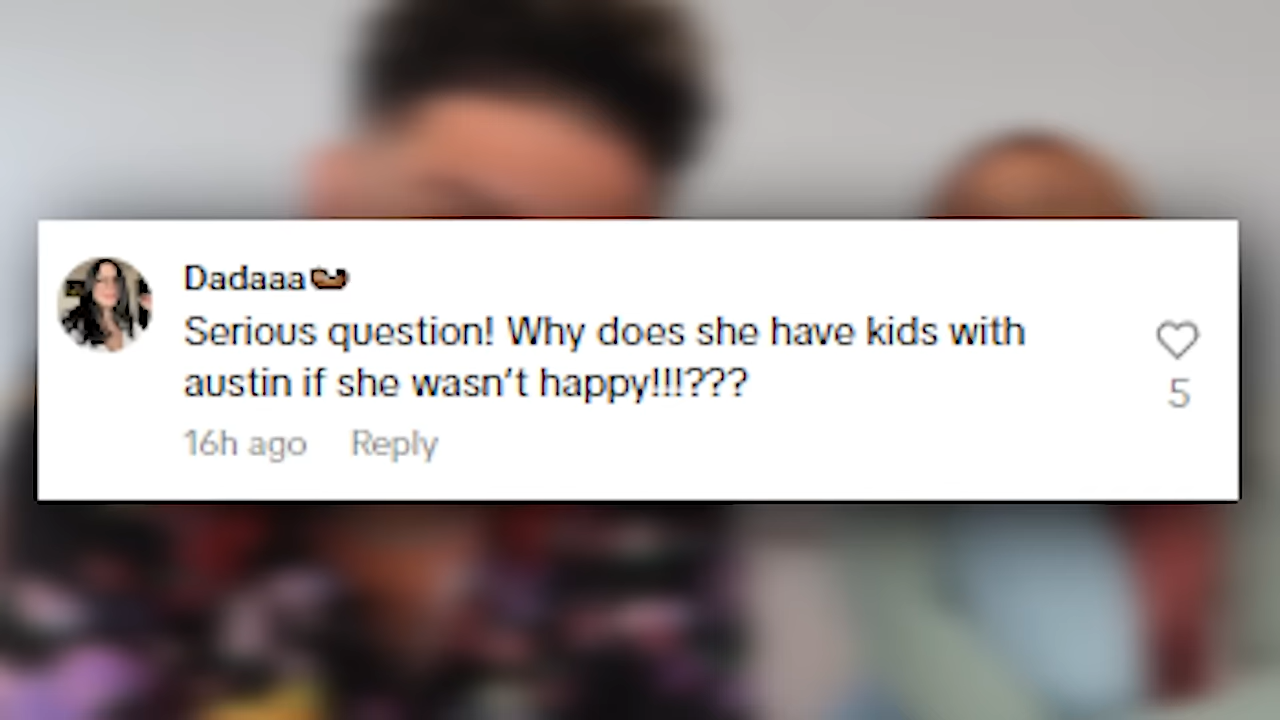 Dadaaa
Serious question! Why does she have kids with
austin if she wasn't happy!!!???
16h ago Reply
5